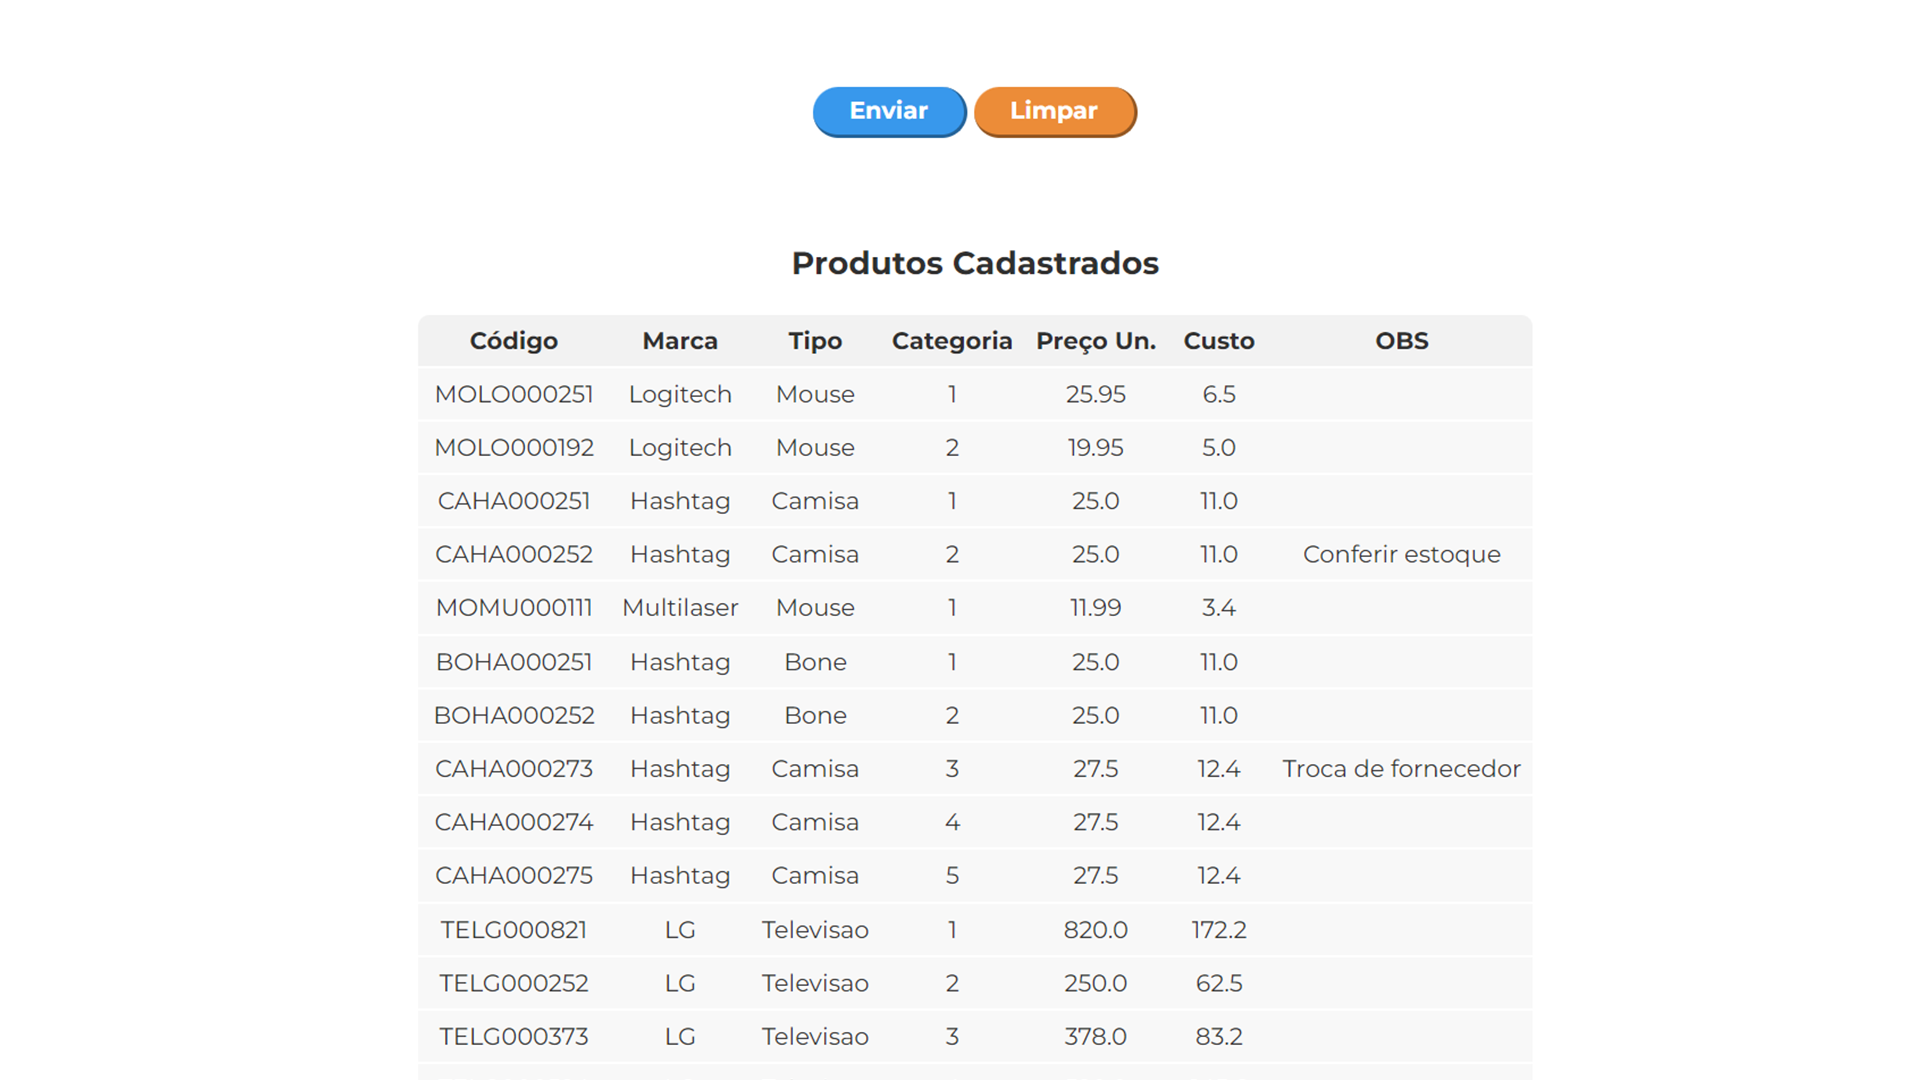 Enviar Limpar
Produtos Cadastrados
Código Marca Tipo Categoria Preço Un. Custo OBS
MOLO000251 Logitech Mouse 1 25.95 6.5
MOLO000192 Logitech Mouse 2 19.95 5.0
CAHA000251 Hashtag Camisa 1 25.0 11.0
CAHA000252 Hashtag Camisa 2 25.0 11.0 Conferir estoque
MOMU000111 Multilaser Mouse 1 11.99 3.4
BOHA000251 Hashtag Bone 1 25.0 11.0
BOHA000252 Hashtag Bone 2 25.0 11.0
CAHA000273 Hashtag Camisa 3 27.5 12.4 Troca de fornecedor
CAHA000274 Hashtag Camisa 4 27.5 12.4
CAHA000275 Hashtag Camisa 5 27.5 12.4
TELG000821 LG Televisao 1 820.0 172.2
TELG000252 LG Televisao 2 250.0 62.5
TELG000373 LG Televisao 3 378.0 83.2